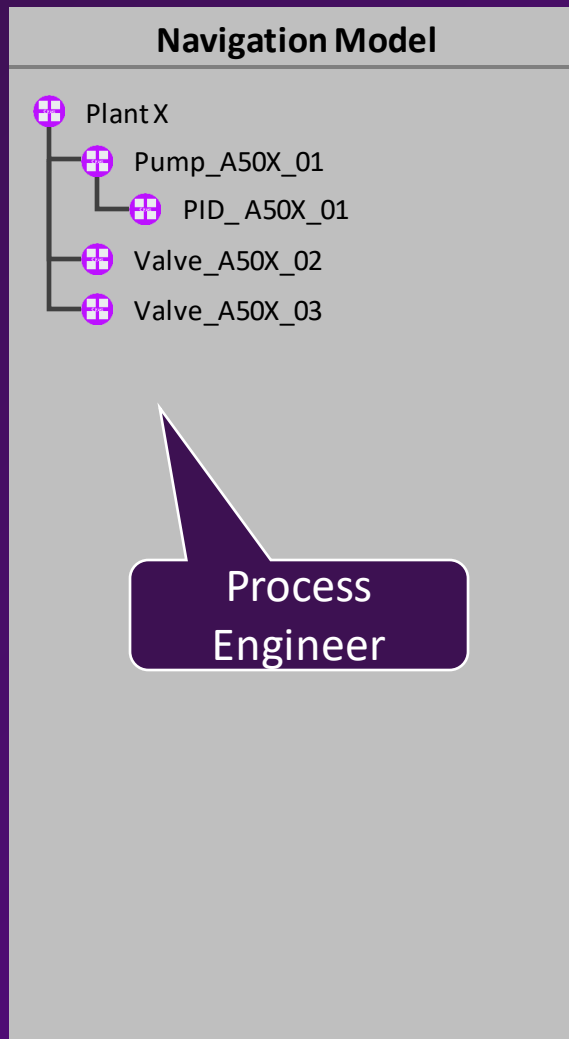 Navigation Model
Plant X
Pump_A50X_01
PID_ A50X_01
Valve_A50X_02
Valve_A50X_03
Process
Engineer